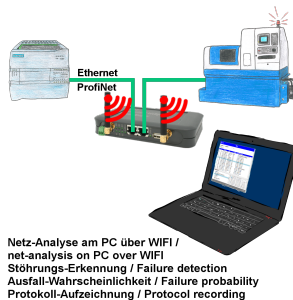 Ethernet
ProfiNet
Netz-Analyse am PC über WIFI /
net-analysis on PC over WIFI
Störungs-Erkennung / Failure detection
Ausfall-Wahrscheinlichkeit / Failure probability
Protokoll-Aufzeichnung / Protocol recording